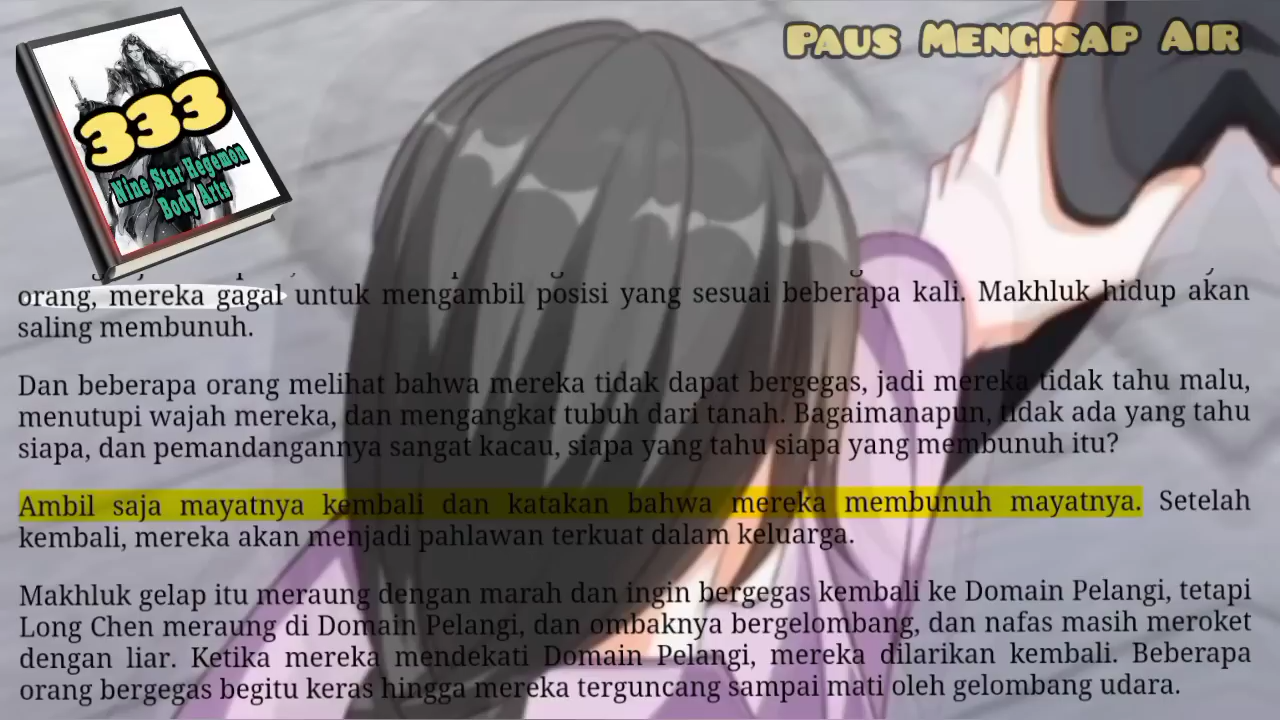 Paus Mengisap Air
333
Nine Star Hegemon
Body Arts
orang, mereka gagal untuk mengambil posisi yang sesuai beberapa kali. Makhluk hidup akan
saling membunuh.
Dan beberapa orang melihat bahwa mereka tidak dapat bergegas, jadi mereka tidak tahu malu,
menutupi wajah mereka, dan mengangkat tubuh dari tanah. Bagaimanapun, tidak ada yang tahu
siapa, dan pemandangannya sangat kacau, siapa yang tahu siapa yang membunuh itu?
Ambil saja mayatnya kembali dan katakan bahwa mereka membunuh mayatnya. Setelah
kembali, mereka akan menjadi pahlawan terkuat dalam keluarga.
Makhluk gelap itu meraung dengan marah dan ingin bergegas kembali ke Domain Pelangi, tetapi
Long Chen meraung di Domain Pelangi, dan ombaknya bergelombang, dan nafas masih meroket
dengan liar. Ketika mereka mendekati Domain Pelangi, mereka dilarikan kembali. Beberapa
orang bergegas begitu keras hingga mereka terguncang sampai mati oleh gelombang udara.